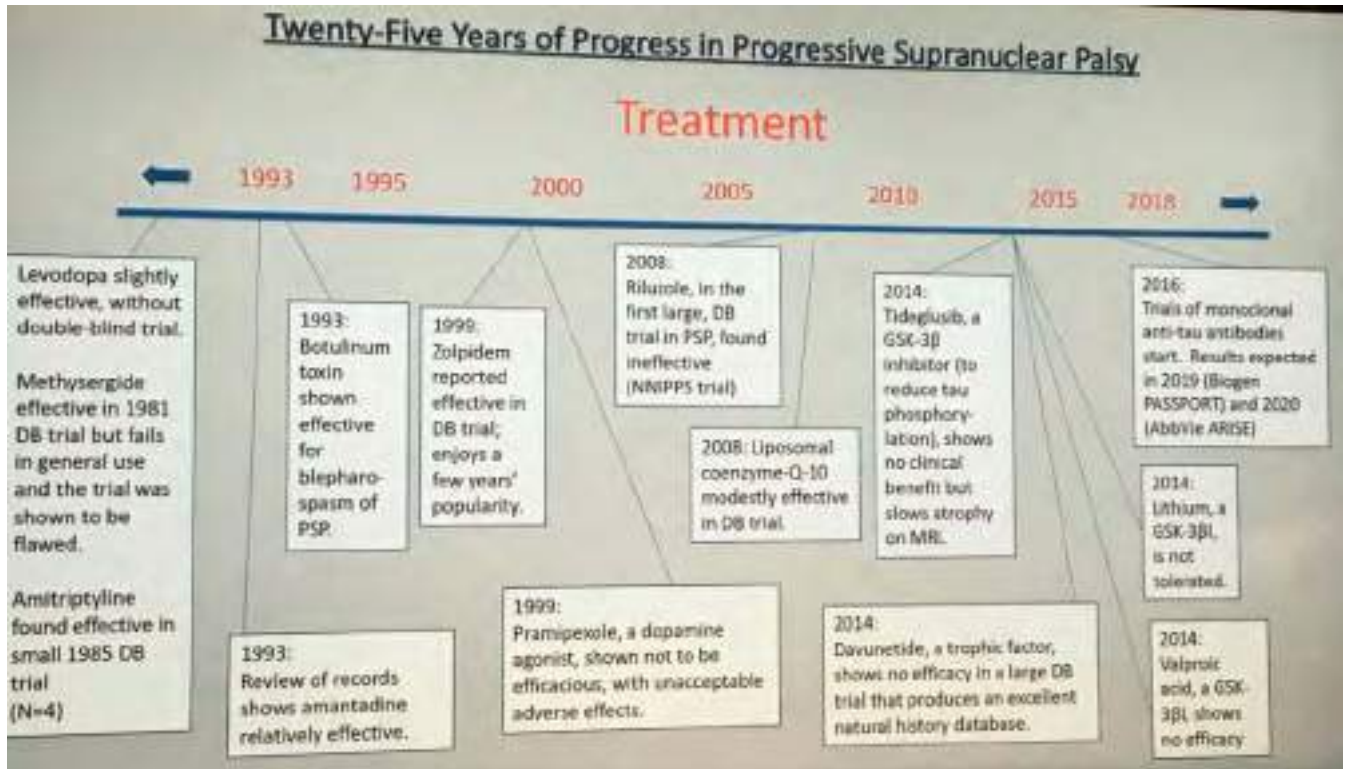 Twenty-Five Years of Progress in Progressive Supranuclear Palsy
Treatment
1993 1995 2000 2005 2010 2015 2018
Levodopa slightly
effective, without
double-blind trial.
Methysergide
effective in 1981
DB trial but fails
in general use
and the trial was
shown to be
flawed.
Amitriptyline
found effective in
small 1985 DB
trial
(N=4)
1993:
Review of records
shows amantadine
relatively effective.
1993:
Botulinum
toxin
shown
effective
for
blepharo-
spasm of
PSP.
1999:
Zolpidem
reported
effective in
DB trial;
enjoys a
few years'
popularity.
1999:
Pramipexole, a dopamine
agonist, shown not to be
efficacious, with unacceptable
adverse effects.
2008:
Riluzole, in the
first large, DB
trial in PSP, found
ineffective
(NNIPPS trial)
2008: Liposomal
coenzyme-Q-10
modestly effective
in DB trial.
2014:
Tideglusib, a
GSK-3β
inhibitor (to
reduce tau
phosphory-
lation), shows
no clinical
benefit but
slows atrophy
on MRI.
2014:
Davunetide, a trophic factor,
shows no efficacy in a large DB
trial that produces an excellent
natural history database.
2016:
Trials of monoclonal
anti-tau antibodies
start. Results expected
in 2019 (Biogen
PASSPORT) and 2020
(AbbVie ARISE)
2014:
Lithium, a
GSK-3βI,
is not
tolerated.
2014:
Valproic
acid, a GSK-
3βI, shows
no efficacy